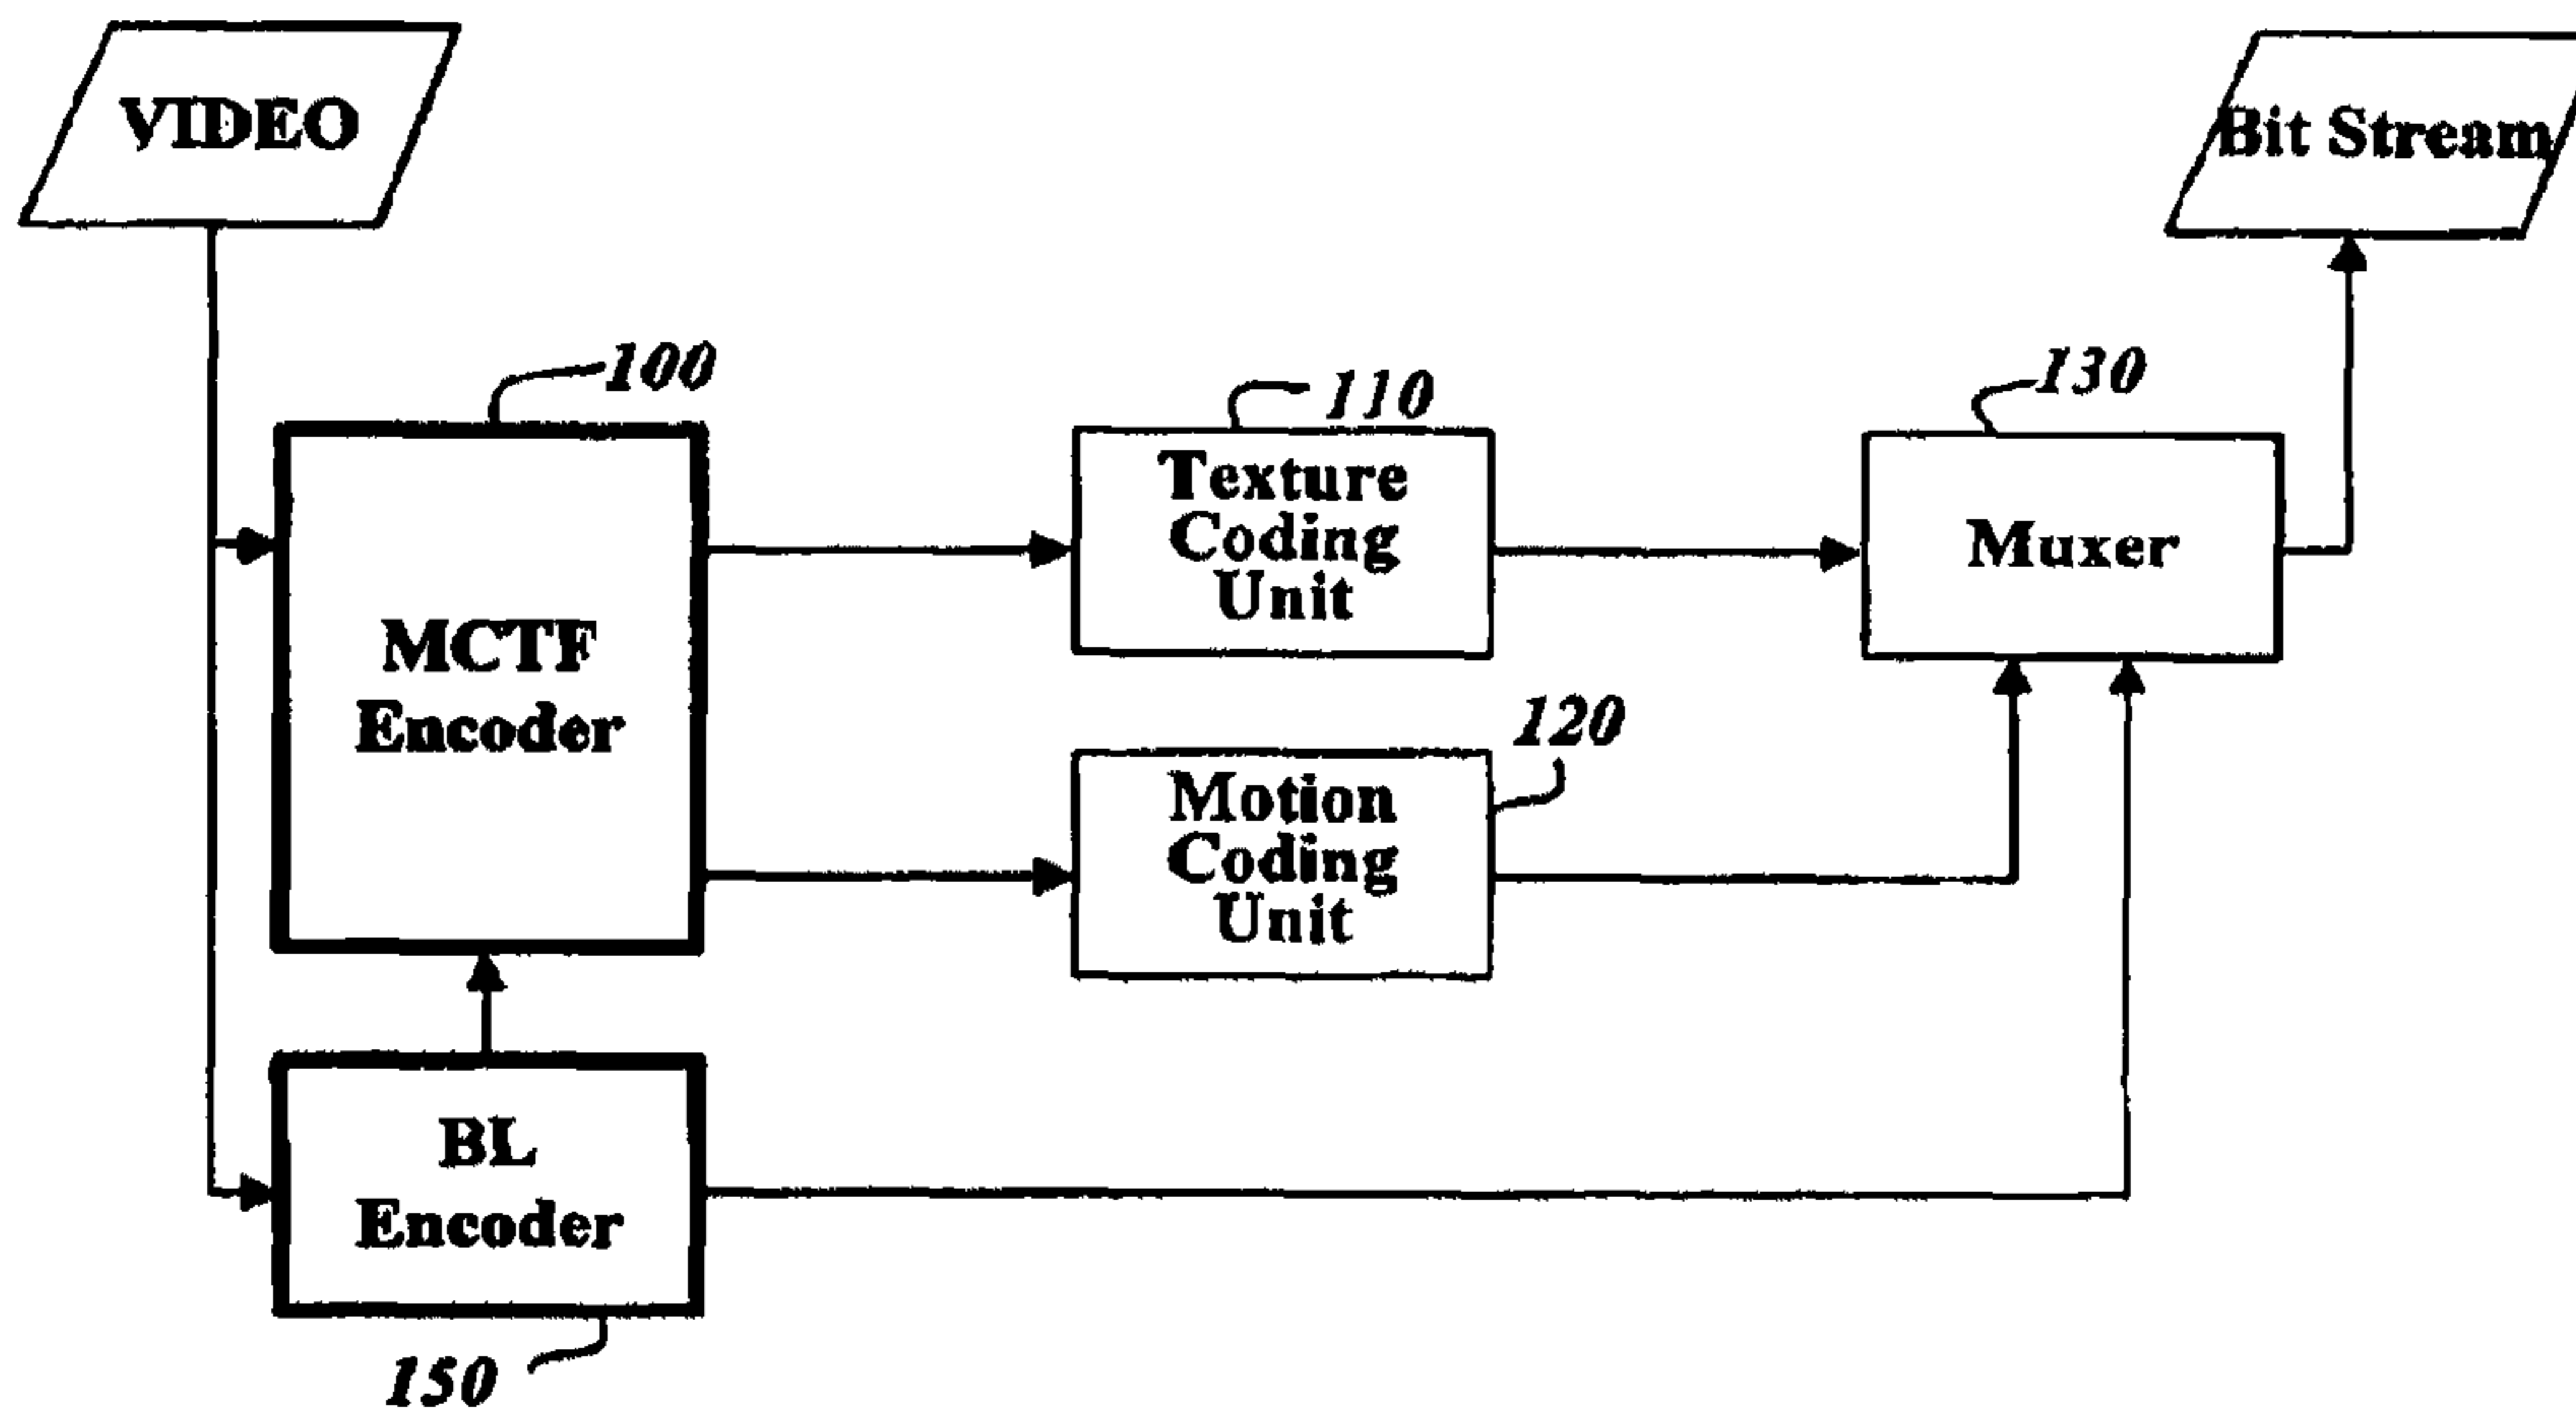 VIDEO
Bit Stream
100
110
130
Texture
Coding
Unit
Muxer
MCTF
Encoder
120
Motion
Coding
Unit
BL
Encoder
150